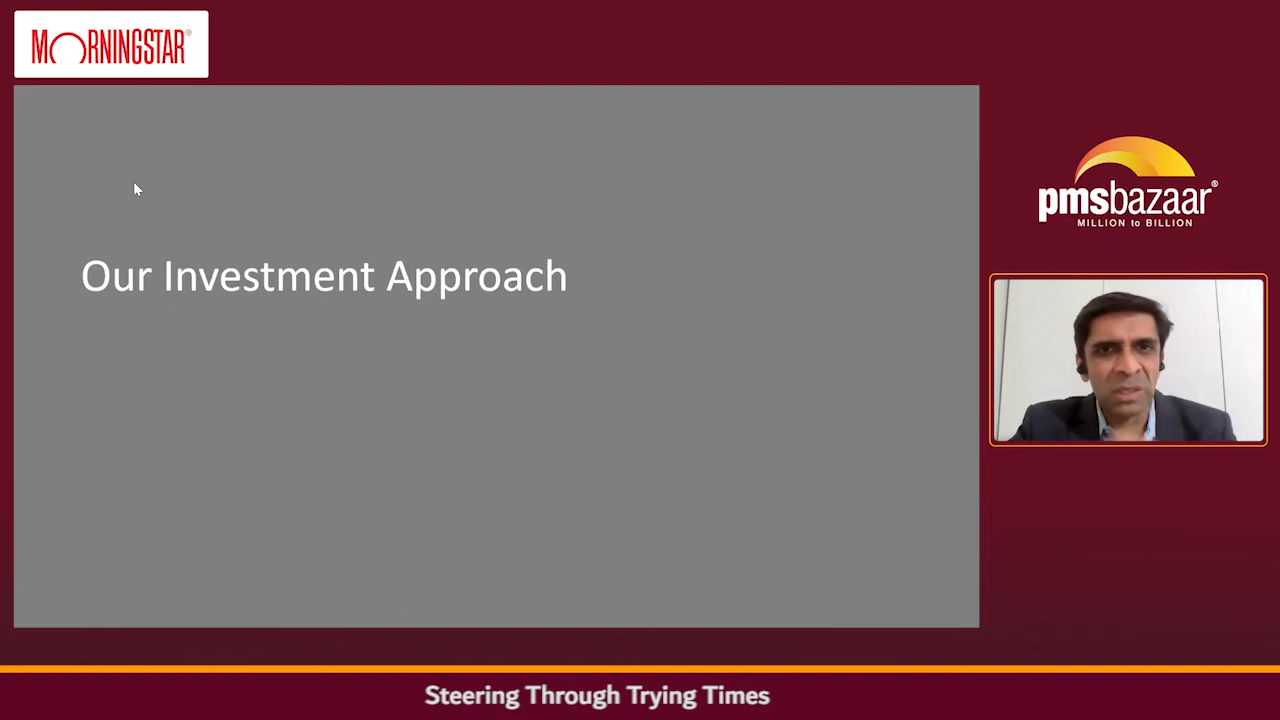 MORNINGSTAR®
Our Investment Approach
pmsbazaar®
MILLION to BILLION
Steering Through Trying Times